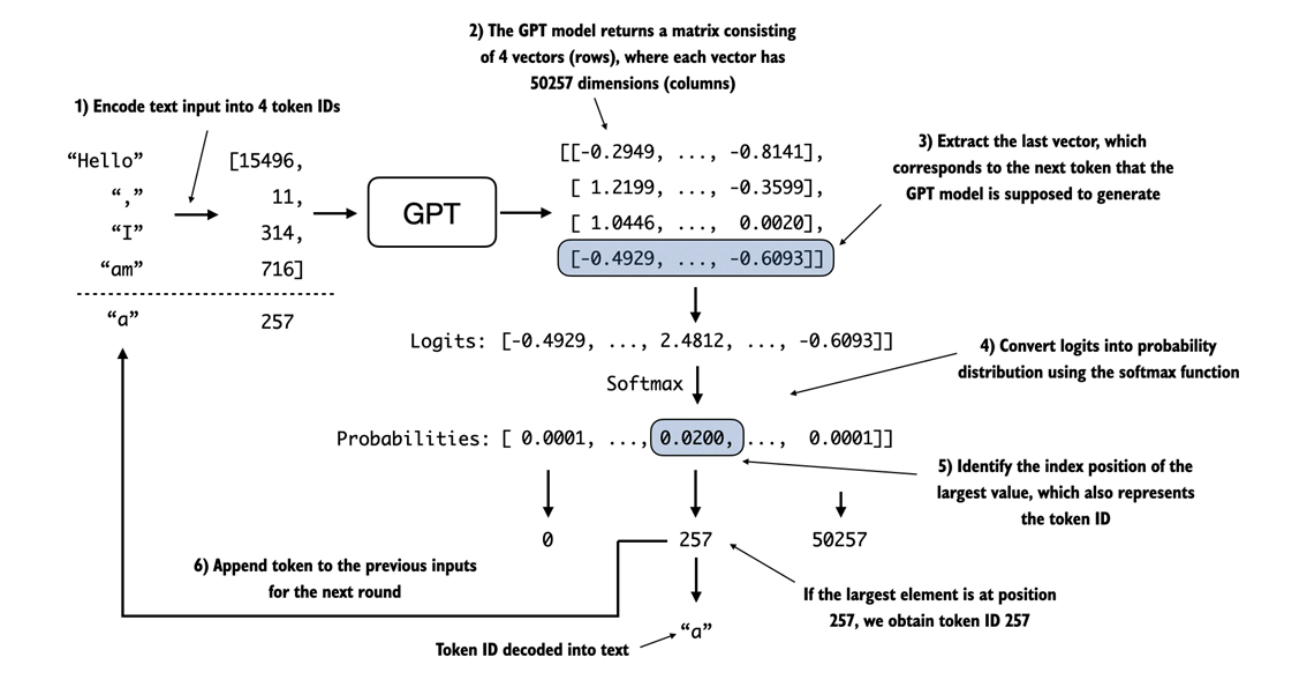 2) The GPT model returns a matrix consisting
of 4 vectors (rows), where each vector has
50257 dimensions (columns)
1) Encode text input into 4 token IDs
3) Extract the last vector, which
corresponds to the next token that the
GPT model is supposed to generate
“Hello” [15496,
“,” 11,
“I” 314,
“am” 716]
“a” 257
GPT
[[-0.2949, ..., -0.8141],
[ 1.2199, ..., -0.3599],
[ 1.0446, ..., 0.0020],
[-0.4929, ..., -0.6093]]
Logits: [-0.4929, ..., 2.4812, ..., -0.6093]]
4) Convert logits into probability
distribution using the softmax function
Softmax
Probabilities: [ 0.0001, ..., 0.0200, ..., 0.0001]]
5) Identify the index position of the
largest value, which also represents
the token ID
0 257 50257
6) Append token to the previous inputs
for the next round
If the largest element is at position
257, we obtain token ID 257
“a”
Token ID decoded into text